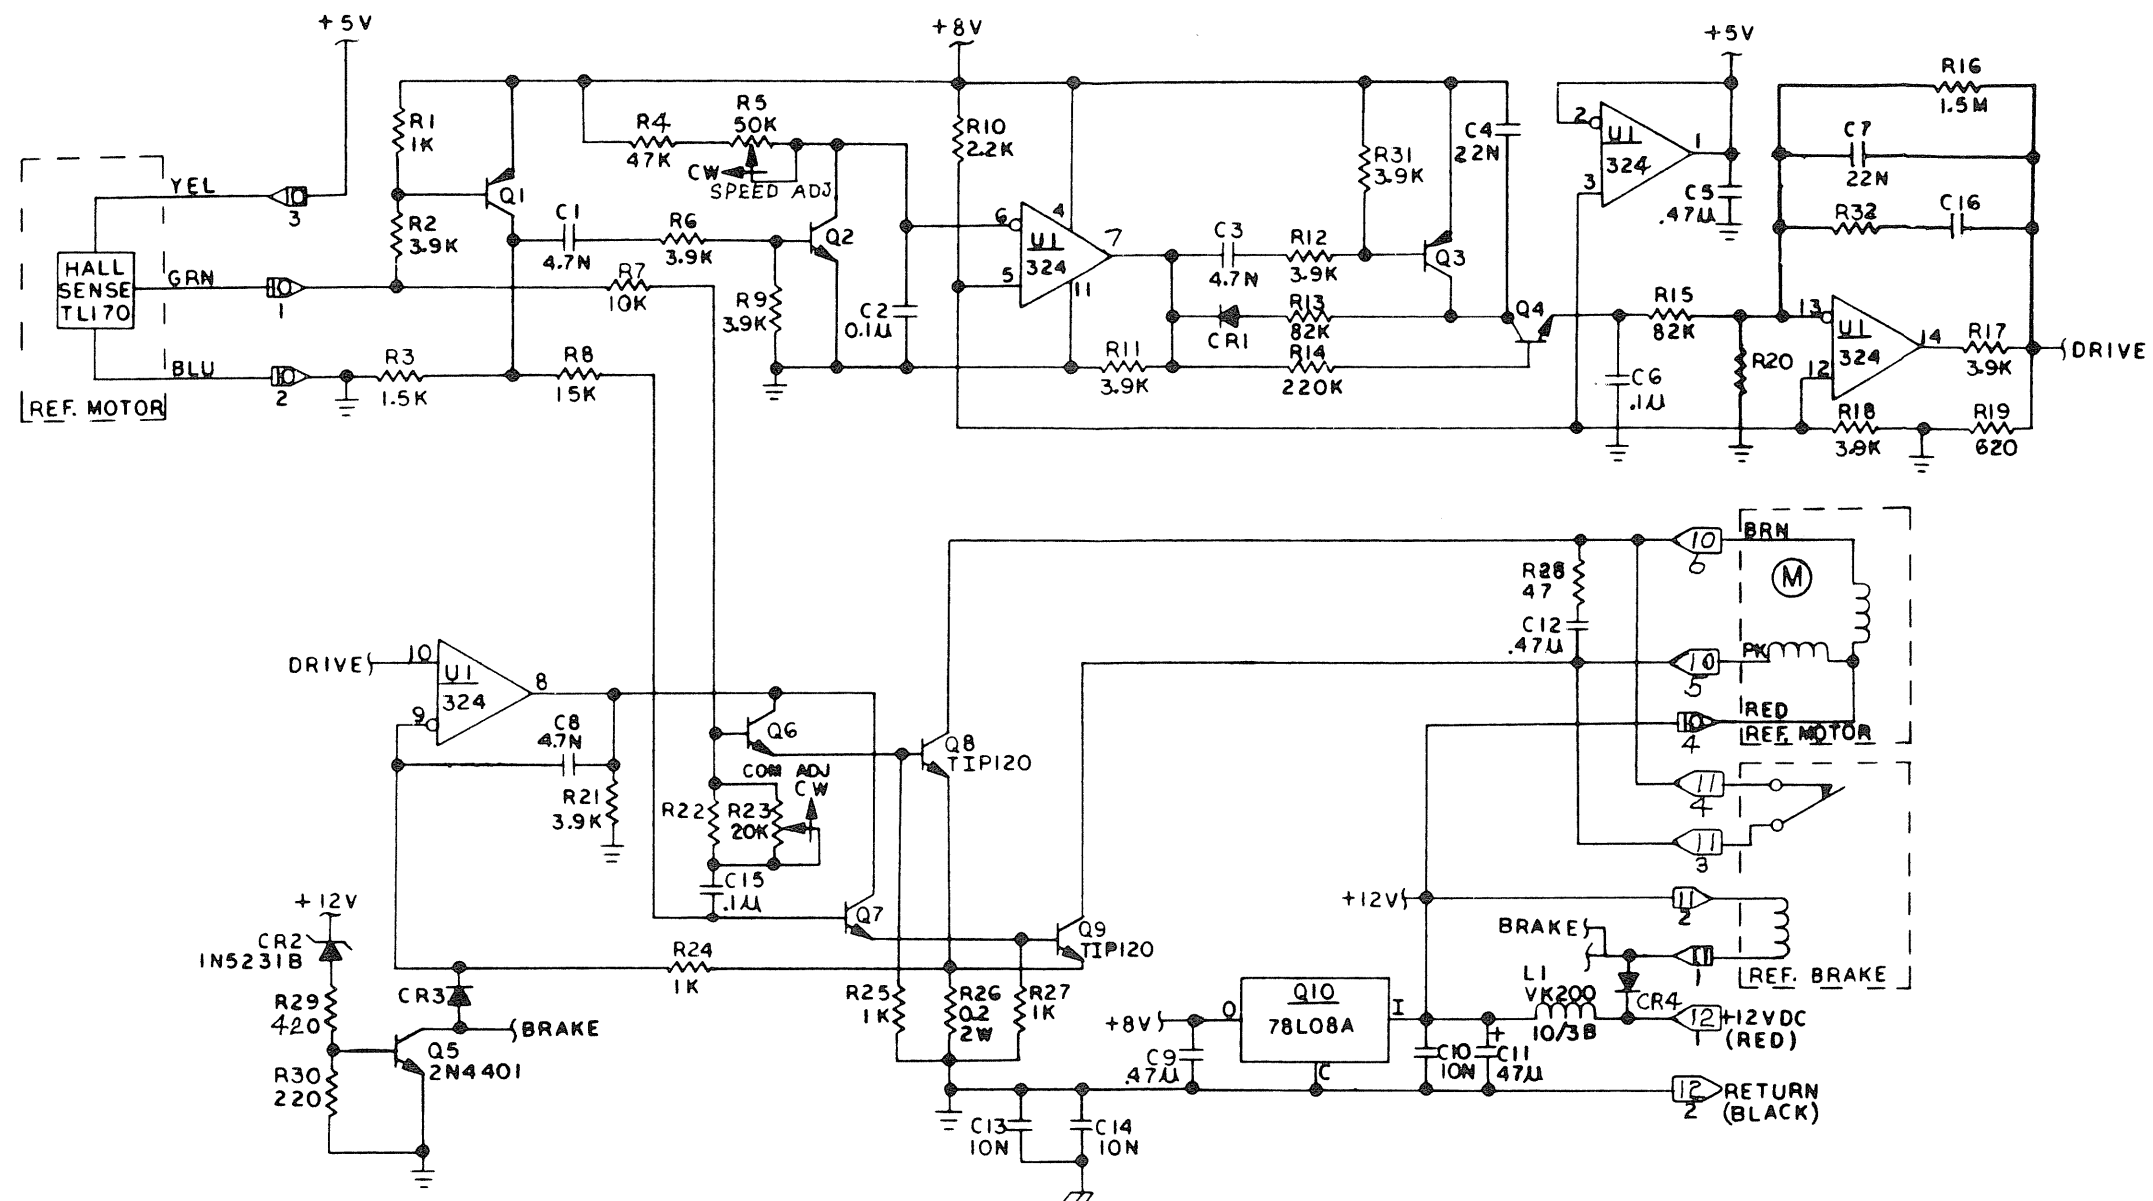 +5V
+8V
+5V
R1
1K
R4
47K
R5
50K
CW
SPEED ADJ
R10
2.2K
R31
3.9K
C4
22N
2
U1
324
1
3
C5
.47µ
R16
1.5M
C7
22N
R32
C16
YEL
3
Q1
R2
3.9K
C1
4.7N
R6
3.9K
Q2
6
4
U1
324
7
5
11
C3
4.7N
R12
3.9K
Q3
HALL
SENSE
TL170
GRN
1
R7
10K
R9
3.9K
C2
0.1µ
CR1
R13
82K
Q4
R15
82K
R20
13
U1
324
14
12
R17
3.9K
DRIVE
BLU
2
R3
1.5K
R8
15K
R11
3.9K
R14
220K
C6
.1µ
R18
3.9K
R19
620
REF. MOTOR
DRIVE
10
U1
324
8
9
C8
4.7N
R21
3.9K
Q6
COM ADJ
CW
R22
R23
20K
C15
.1µ
Q7
Q8
TIP120
Q9
TIP120
R28
47
C12
.47µ
10
6
BRN
M
10
5
PK
RED
4
REF. MOTOR
11
4
11
3
+12V
11
2
BRAKE
1
REF. BRAKE
+12V
CR2
1N5231B
R29
420
R30
220
CR3
BRAKE
Q5
2N4401
R24
1K
R25
1K
R26
0.2
2W
R27
1K
+8V
O
Q10
78L08A
I
C
C9
.47µ
C10
10N
+
C11
47µ
L1
VK200
10/3B
CR4
12
1
+12VDC
(RED)
12
2
RETURN
(BLACK)
C13
10N
C14
10N